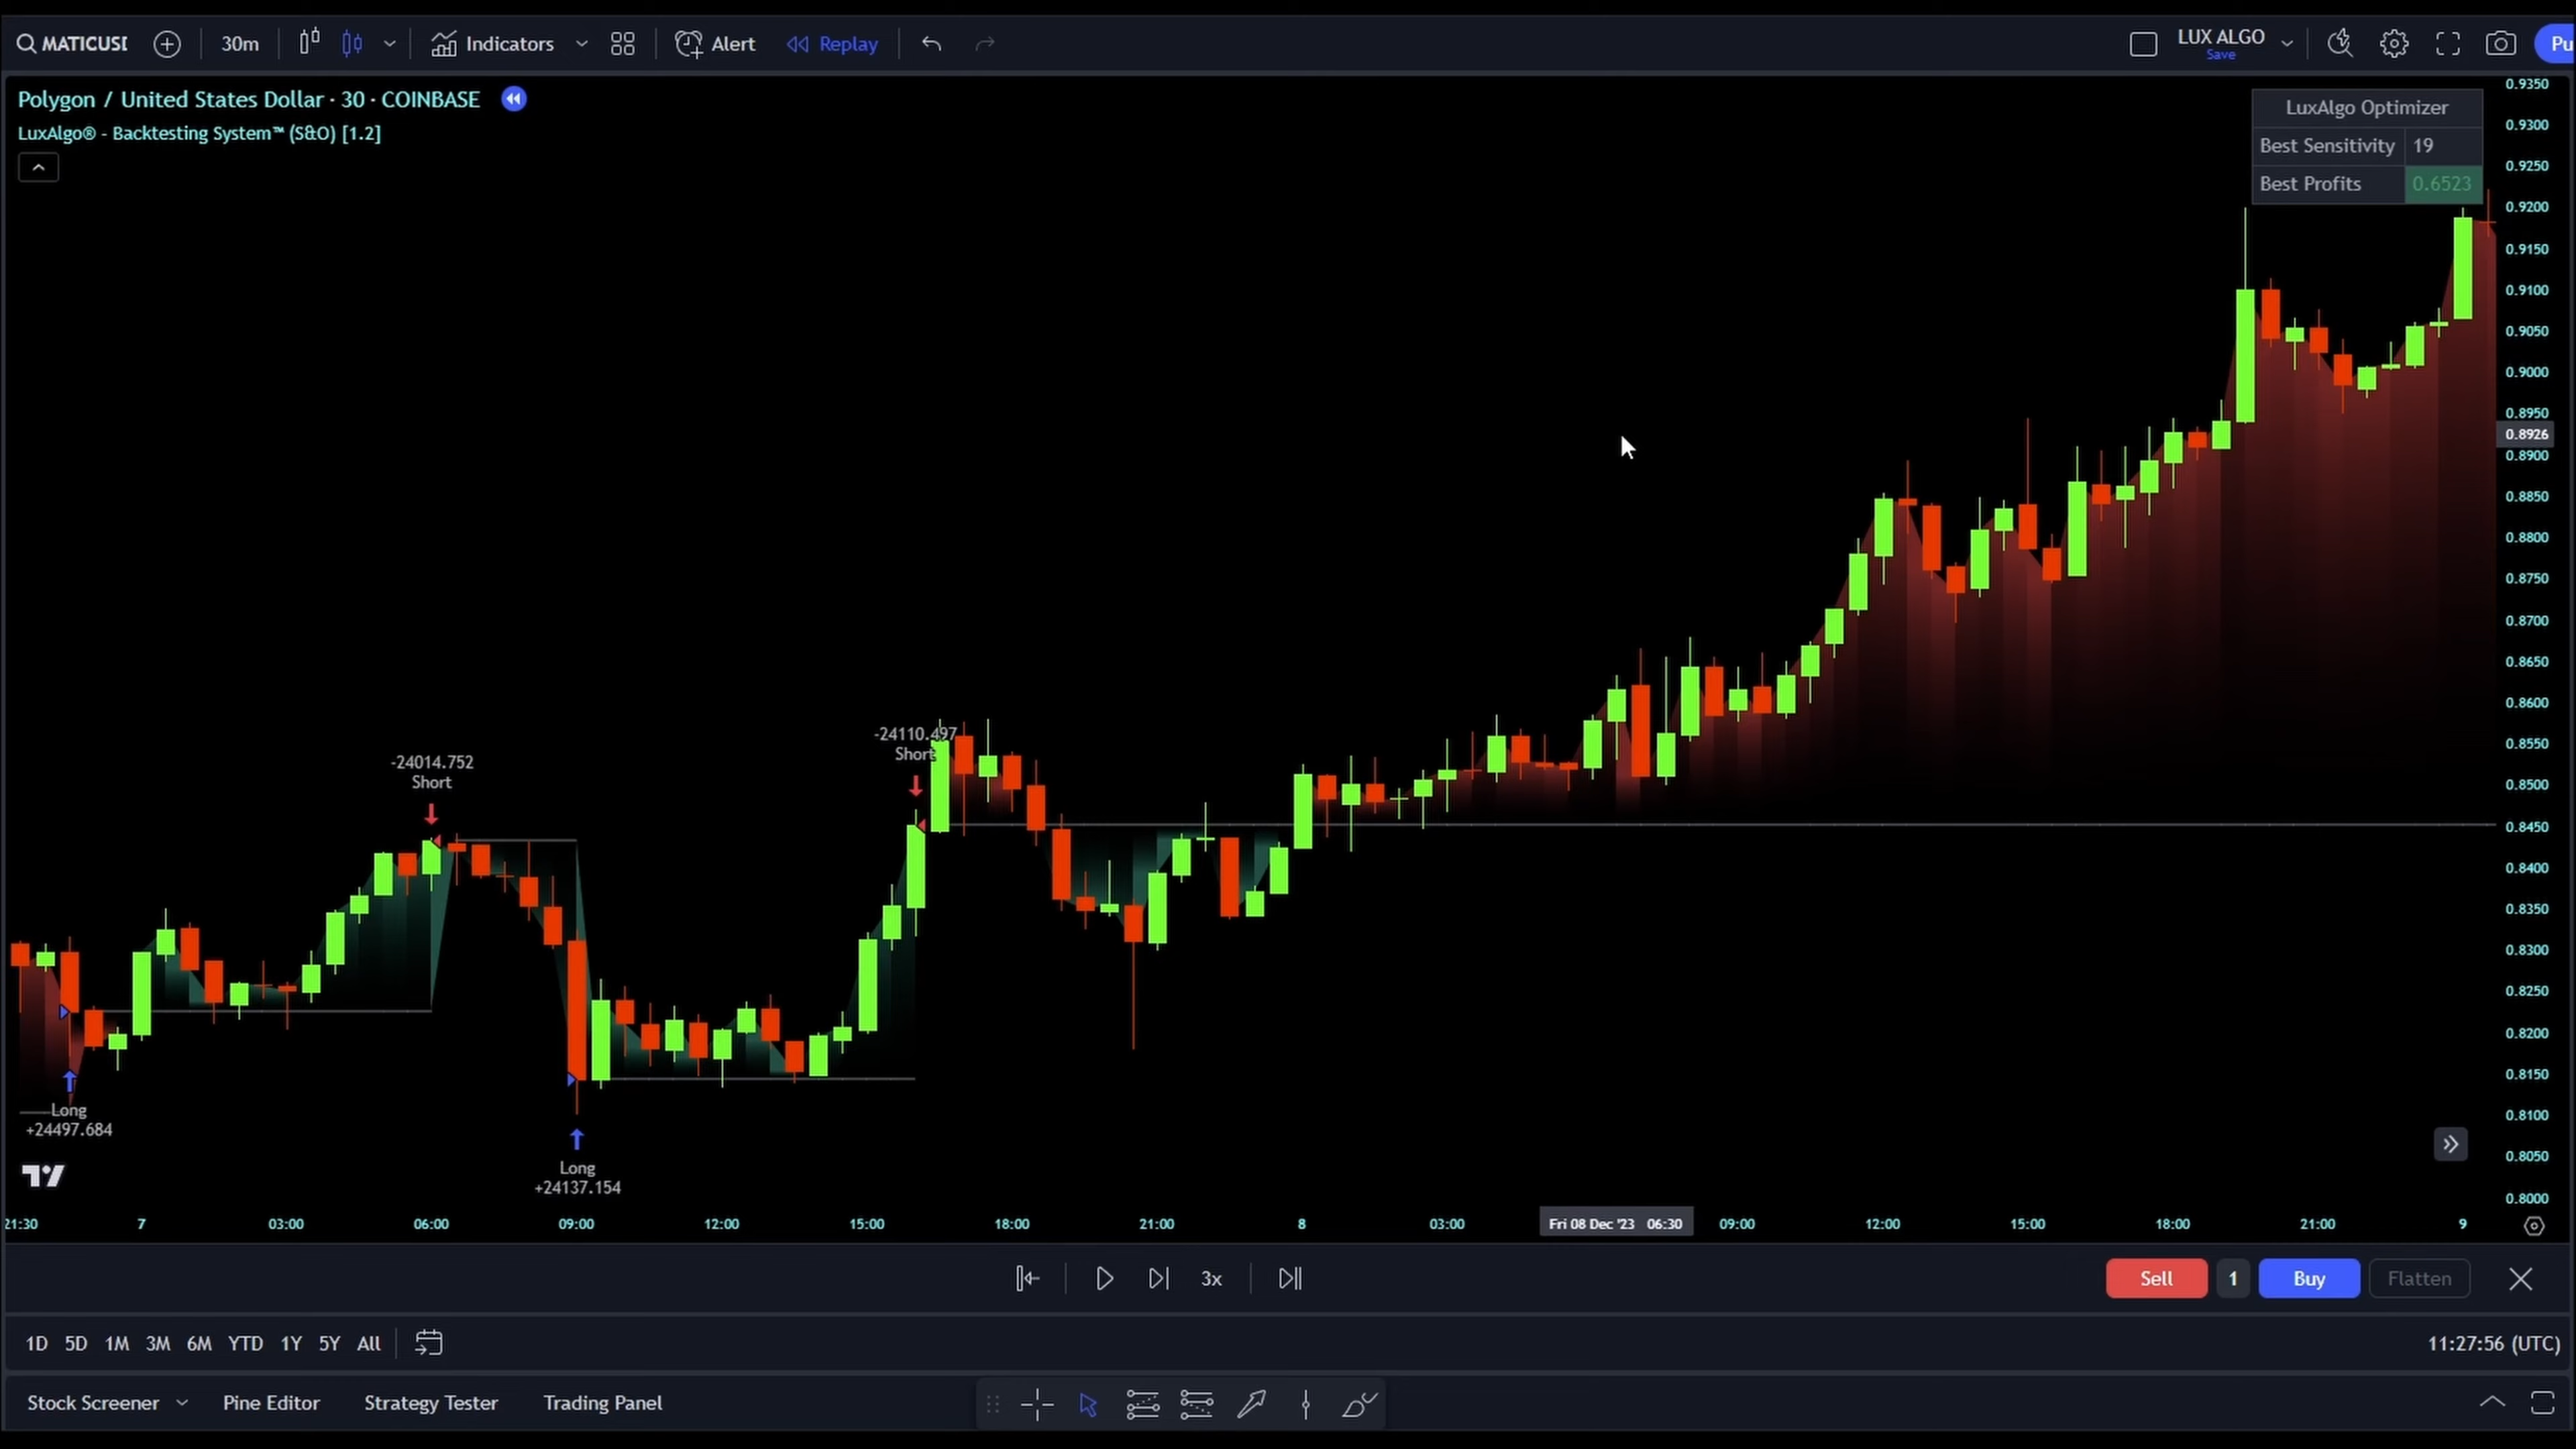 MATICUSD 30m Indicators Alert Replay LUX ALGO
Save
Polygon / United States Dollar · 30 · COINBASE
LuxAlgo® - Backtesting System™ (S&O) [1.2]
LuxAlgo Optimizer
Best Sensitivity 19
Best Profits 0.6523
0.9350
0.9300
0.9250
0.9200
0.9150
0.9100
0.9050
0.9000
0.8950
0.8926
0.8900
0.8850
0.8800
0.8750
0.8700
0.8650
0.8600
0.8550
0.8500
0.8450
0.8400
0.8350
0.8300
0.8250
0.8200
0.8150
0.8100
0.8050
0.8000
-24014.752
Short
-24110.497
Short
Long
+24497.684
Long
+24137.154
21:30 7 03:00 06:00 09:00 12:00 15:00 18:00 21:00 8 03:00 Fri 08 Dec '23 06:30 09:00 12:00 15:00 18:00 21:00 9
3x Sell 1 Buy Flatten
1D 5D 1M 3M 6M YTD 1Y 5Y All 11:27:56 (UTC)
Stock Screener Pine Editor Strategy Tester Trading Panel